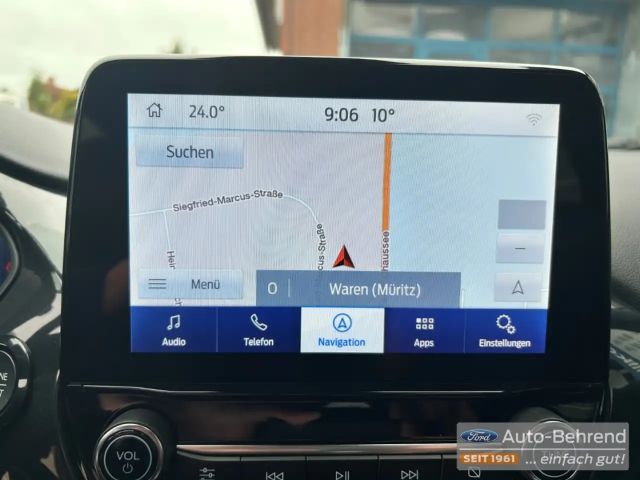 24.0° 9:06 10°
Suchen
Siegfried-Marcus-Straße
Menü
O Waren (Müritz)
Audio Telefon Navigation Apps Einstellungen
VOL
Ford Auto-Behrend
SEIT 1961 ... einfach gut!